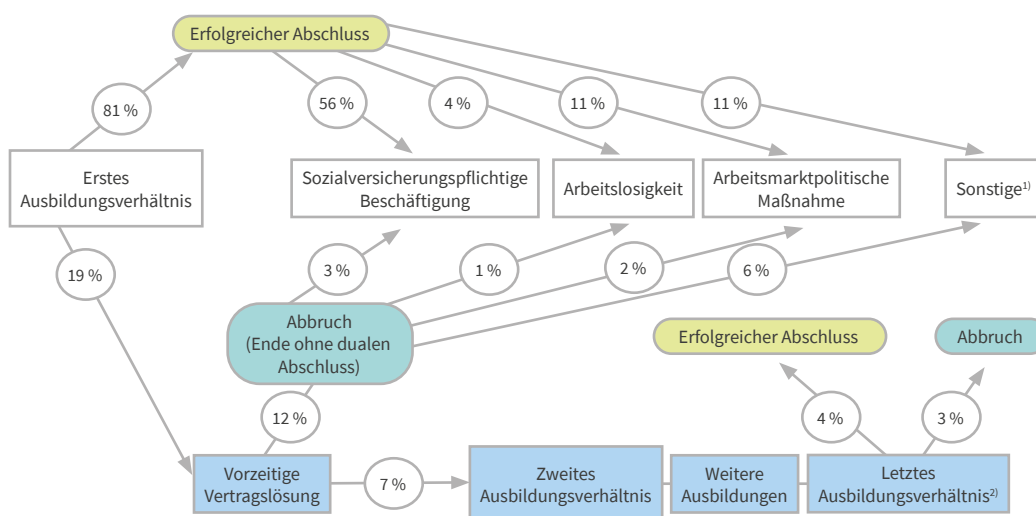 Erfolgreicher Abschluss
81 %
56 %
4 %
11 %
11 %
Erstes
Ausbildungsverhältnis
Sozialversicherungspflichtige
Beschäftigung
Arbeitslosigkeit
Arbeitsmarktpolitische
Maßnahme
Sonstige¹⁾
19 %
3 %
1 %
2 %
6 %
Abbruch
(Ende ohne dualen
Abschluss)
Erfolgreicher Abschluss
Abbruch
12 %
4 %
3 %
Vorzeitige
Vertragslösung
7 %
Zweites
Ausbildungsverhältnis
Weitere
Ausbildungen
Letztes
Ausbildungsverhältnis²⁾